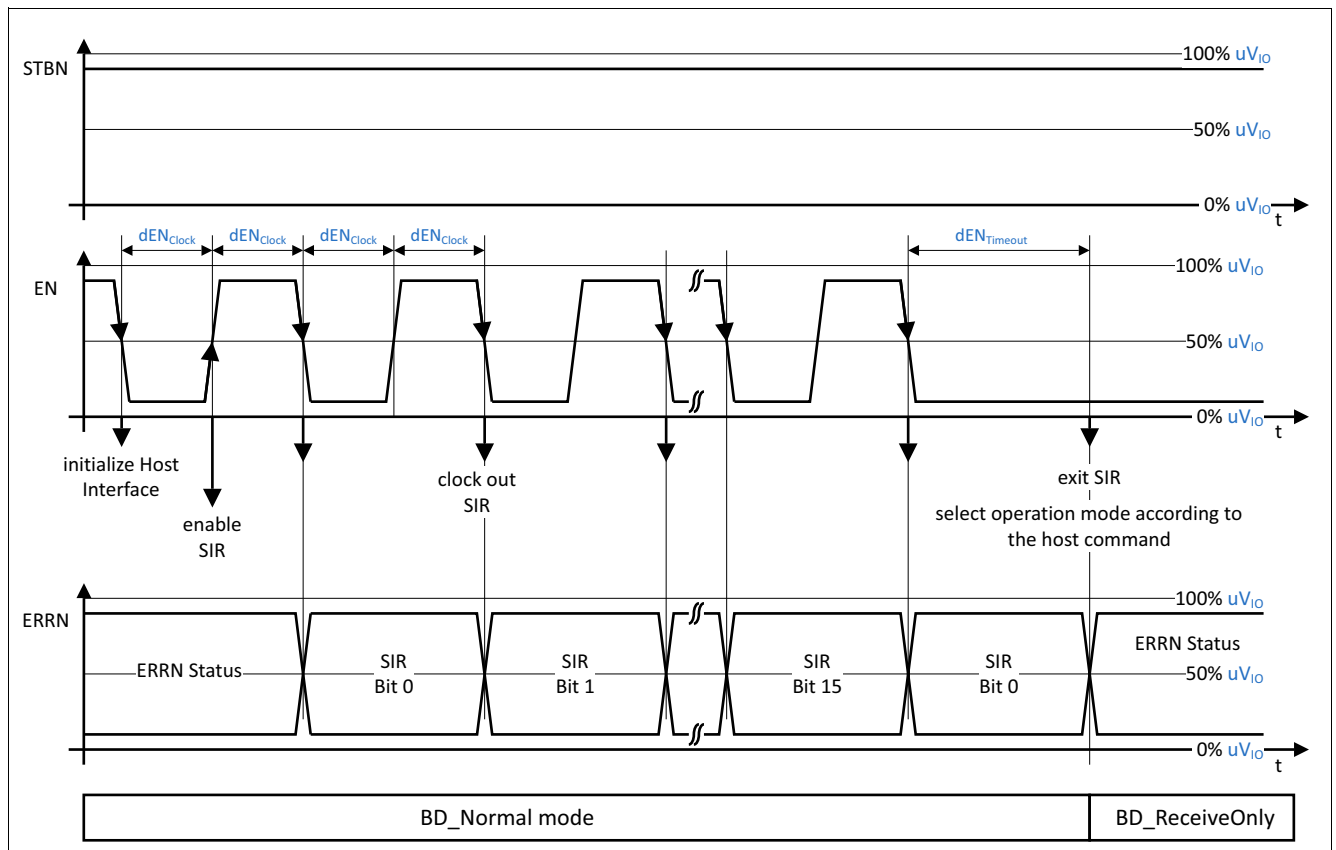 STBN
100% uVIO
50% uVIO
0% uVIO
t
dENClock dENClock dENClock dENClock dENTimeout
EN
100% uVIO
50% uVIO
0% uVIO
t
initialize Host
Interface
enable
SIR
clock out
SIR
exit SIR
select operation mode according to
the host command
ERRN
100% uVIO
ERRN Status
SIR
Bit 0
SIR
Bit 1
SIR
Bit 15
SIR
Bit 0
ERRN Status
50% uVIO
0% uVIO
t
BD_Normal mode
BD_ReceiveOnly